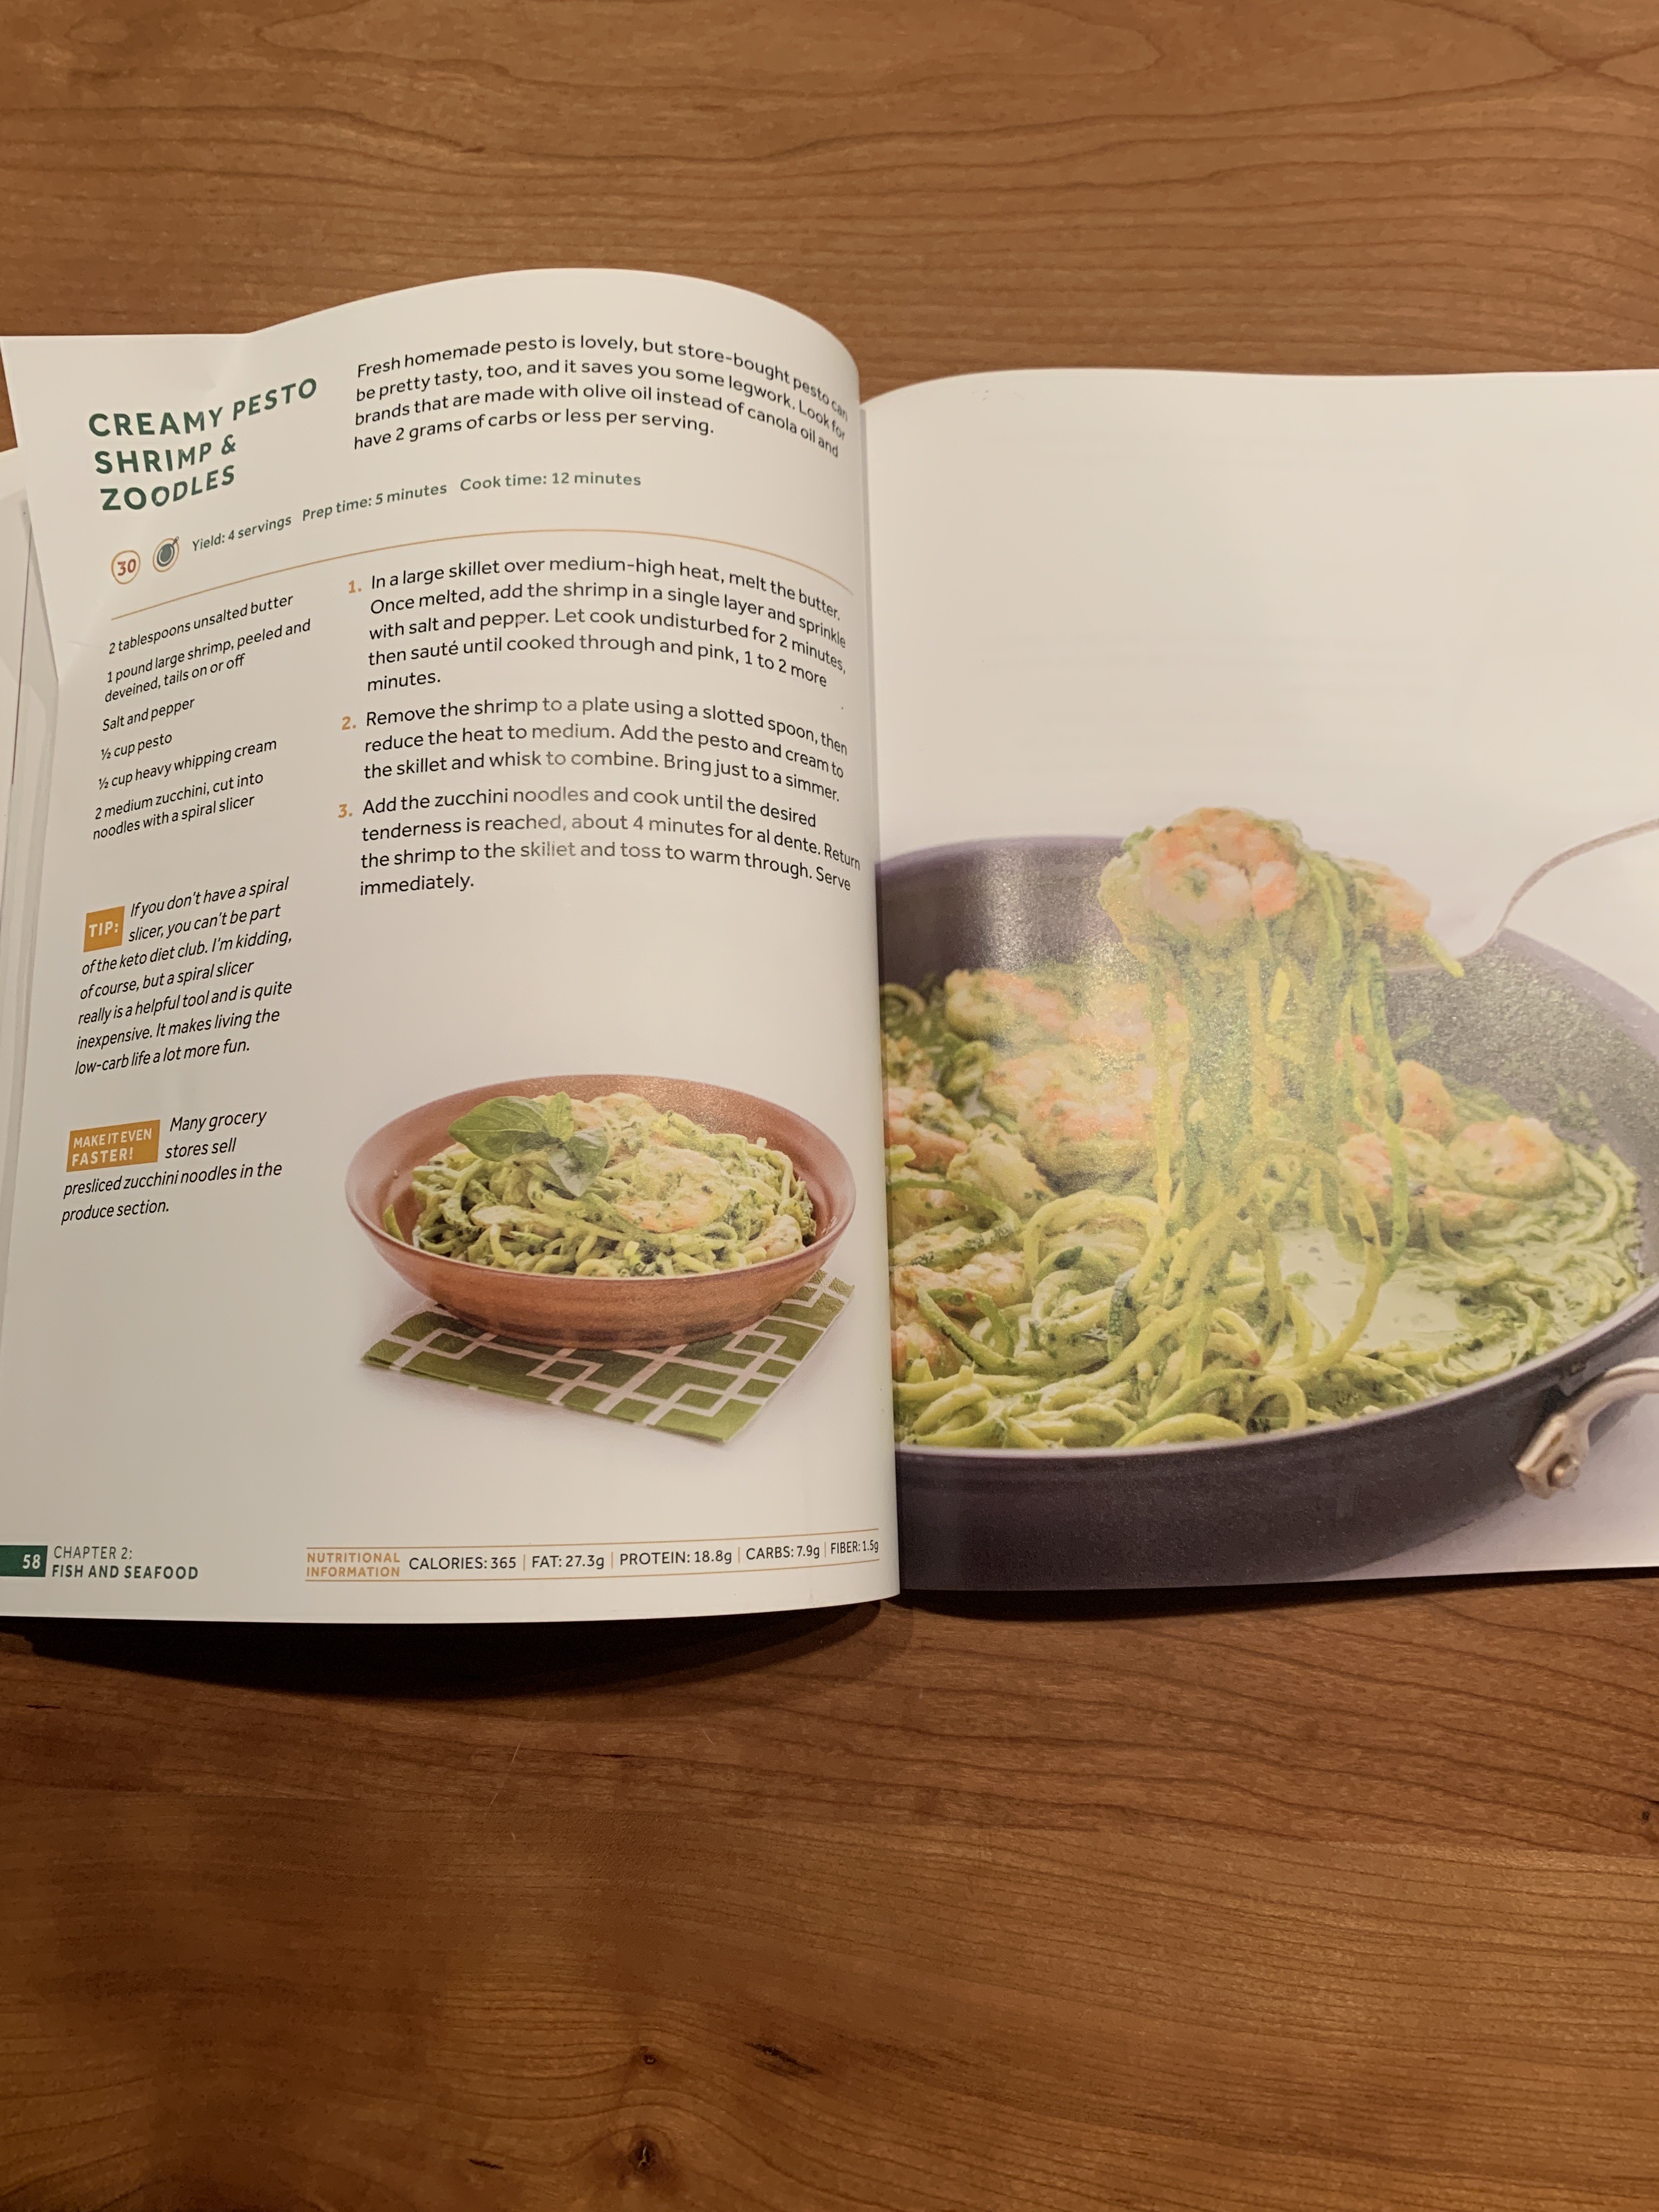 CREAMY PESTO
SHRIMP &
ZOODLES
Fresh homemade pesto is lovely, but store-bought pesto can
be pretty tasty, too, and it saves you some legwork. Look for
brands that are made with olive oil instead of canola oil and
have 2 grams of carbs or less per serving.
30
Yield: 4 servings Prep time: 5 minutes Cook time: 12 minutes
2 tablespoons unsalted butter
1 pound large shrimp, peeled and
deveined, tails on or off
Salt and pepper
½ cup pesto
½ cup heavy whipping cream
2 medium zucchini, cut into
noodles with a spiral slicer
TIP: If you don't have a spiral
slicer, you can't be part
of the keto diet club. I'm kidding,
of course, but a spiral slicer
really is a helpful tool and is quite
inexpensive. It makes living the
low-carb life a lot more fun.
MAKE IT EVEN
FASTER!
Many grocery
stores sell
presliced zucchini noodles in the
produce section.
1. In a large skillet over medium-high heat, melt the butter.
Once melted, add the shrimp in a single layer and sprinkle
with salt and pepper. Let cook undisturbed for 2 minutes,
then sauté until cooked through and pink, 1 to 2 more
minutes.
2. Remove the shrimp to a plate using a slotted spoon, then
reduce the heat to medium. Add the pesto and cream to
the skillet and whisk to combine. Bring just to a simmer.
3. Add the zucchini noodles and cook until the desired
tenderness is reached, about 4 minutes for al dente. Return
the shrimp to the skillet and toss to warm through. Serve
immediately.
58
CHAPTER 2:
FISH AND SEAFOOD
NUTRITIONAL
INFORMATION
CALORIES: 365 | FAT: 27.3g | PROTEIN: 18.8g | CARBS: 7.9g | FIBER: 1.5g